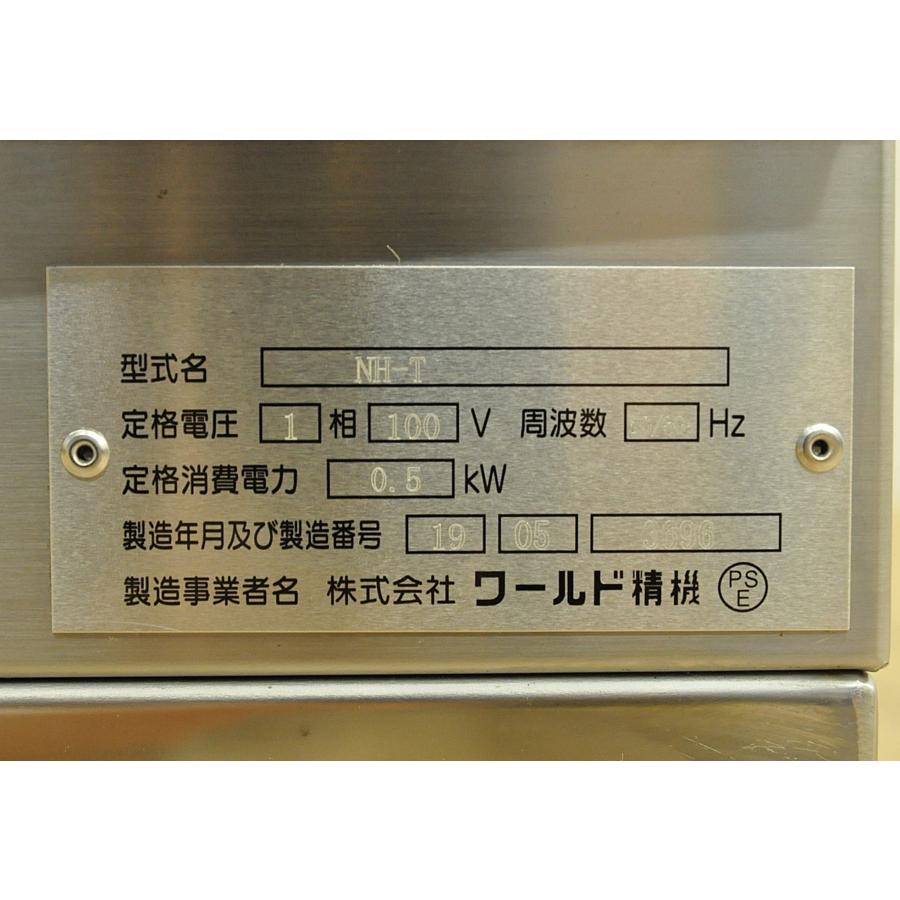 型式名 NH-T
定格電圧 1 相 100 V 周波数 Hz
定格消費電力 0.5 kW
製造年月及び製造番号 19 05 3696
製造事業者名 株式会社 ワールド精機 PSE